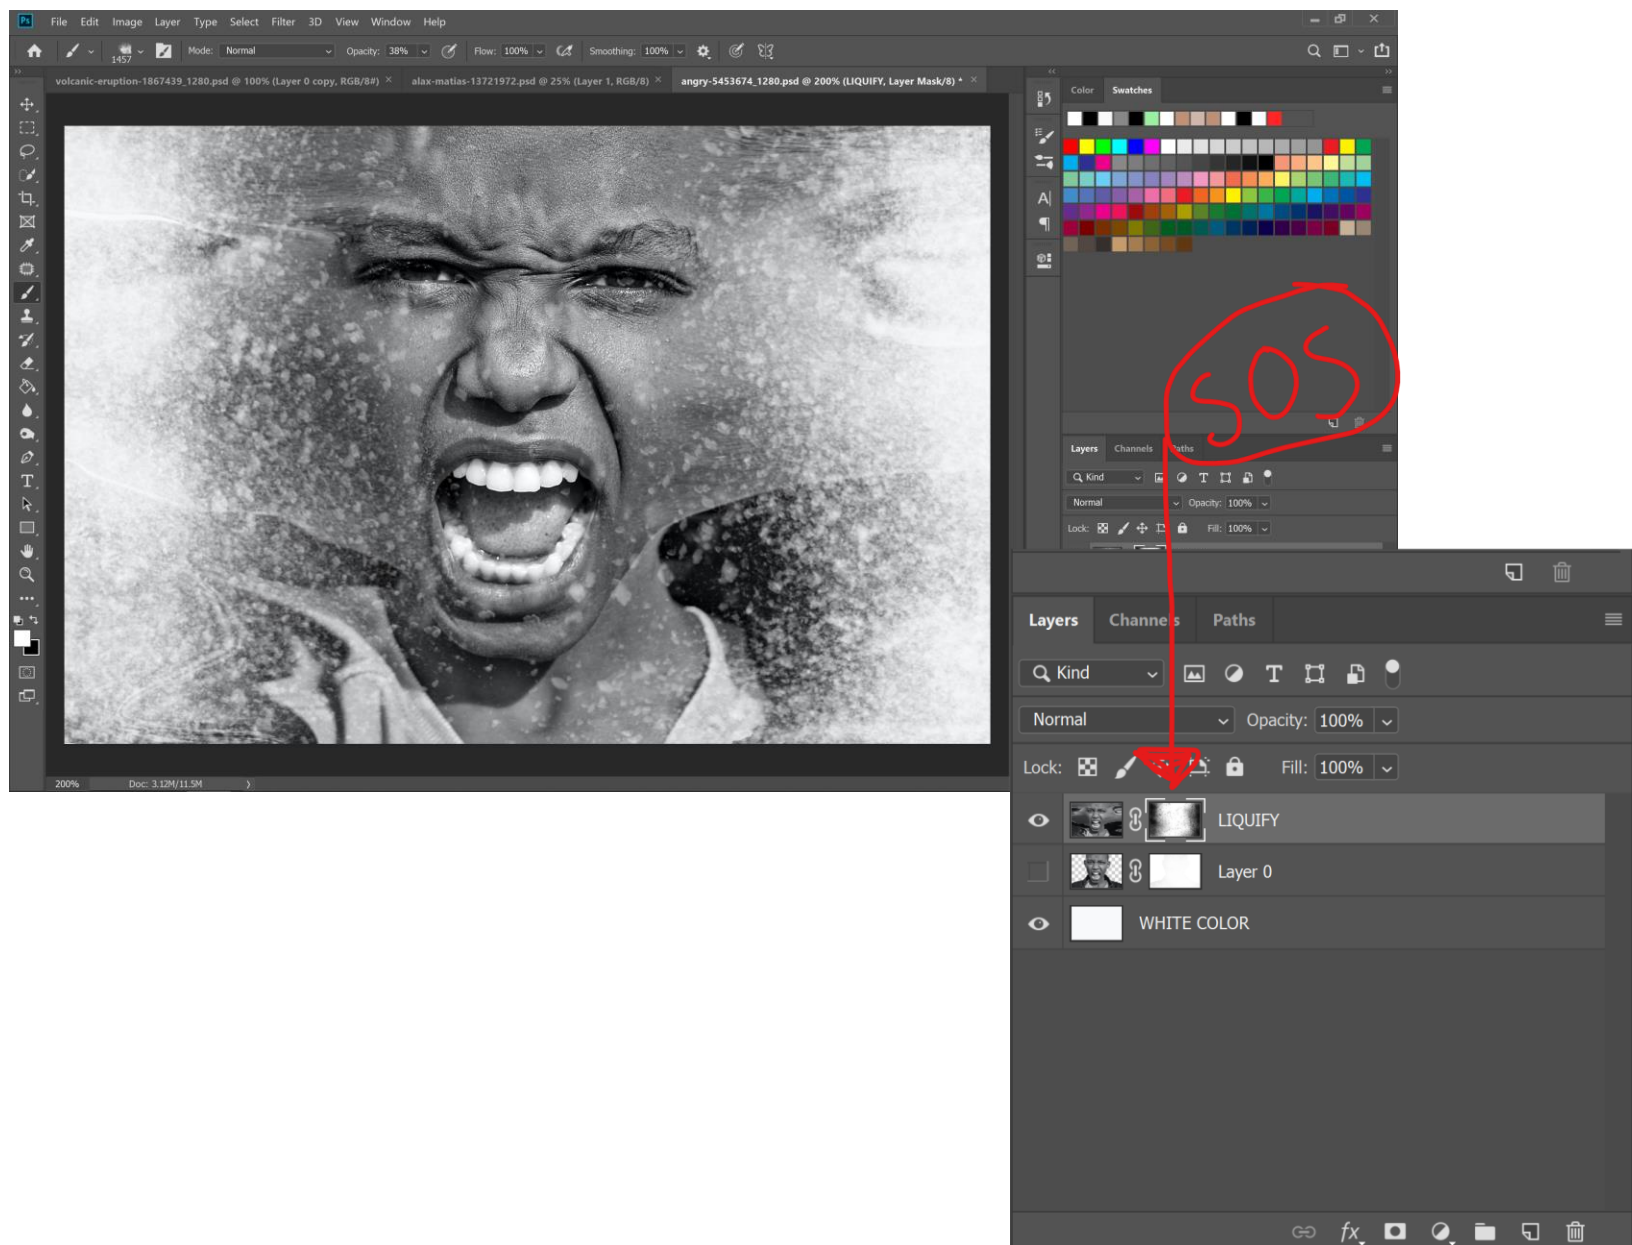 Ps File Edit Image Layer Type Select Filter 3D View Window Help
1457 Mode: Normal Opacity: 38% Flow: 100% Smoothing: 100%
volcanic-eruption-1867439_1280.psd @ 100% (Layer 0 copy, RGB/8#) × alax-matias-13721972.psd @ 25% (Layer 1, RGB/8) × angry-5453674_1280.psd @ 200% (LIQUIFY, Layer Mask/8) * ×
Color Swatches
SOS
Layers Channels Paths
Kind
Normal Opacity: 100%
Lock: Fill: 100%
200% Doc: 3.12M/11.5M
Layers Channels Paths
Kind
Normal Opacity: 100%
Lock: Fill: 100%
LIQUIFY
Layer 0
WHITE COLOR
fx